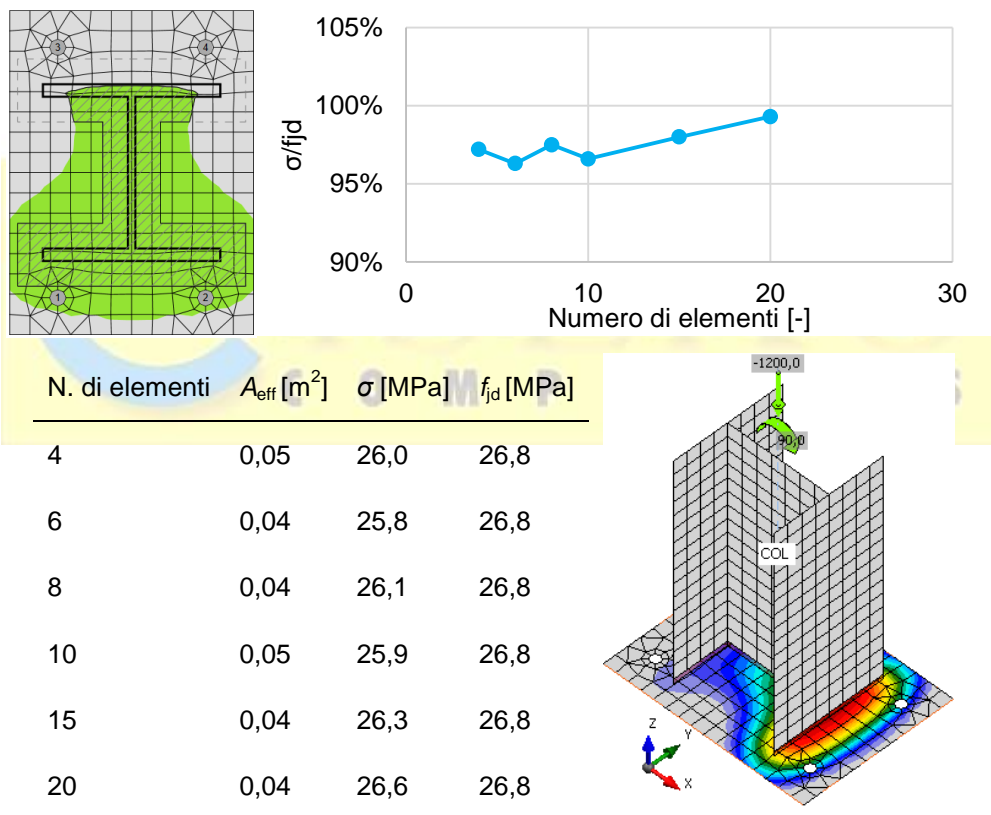 3 4
1 2
105%
100%
95%
90%
σ/fjd
0 10 20 30
Numero di elementi [-]
N. di elementi Aeff [m²] σ [MPa] fjd [MPa]
4 0,05 26,0 26,8
6 0,04 25,8 26,8
8 0,04 26,1 26,8
10 0,05 25,9 26,8
15 0,04 26,3 26,8
20 0,04 26,6 26,8
-1200,0
90,0
COL
Z
Y
X